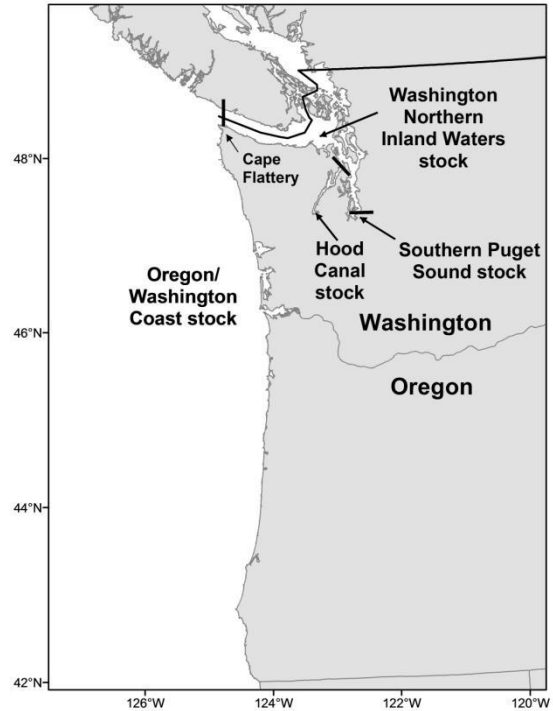 Washington
Northern
Inland Waters
stock
48°N
Cape
Flattery
Hood
Canal
stock
Southern Puget
Sound stock
Oregon/
Washington
Coast stock
Washington
46°N
Oregon
44°N
42°N
126°W
124°W
122°W
120°W